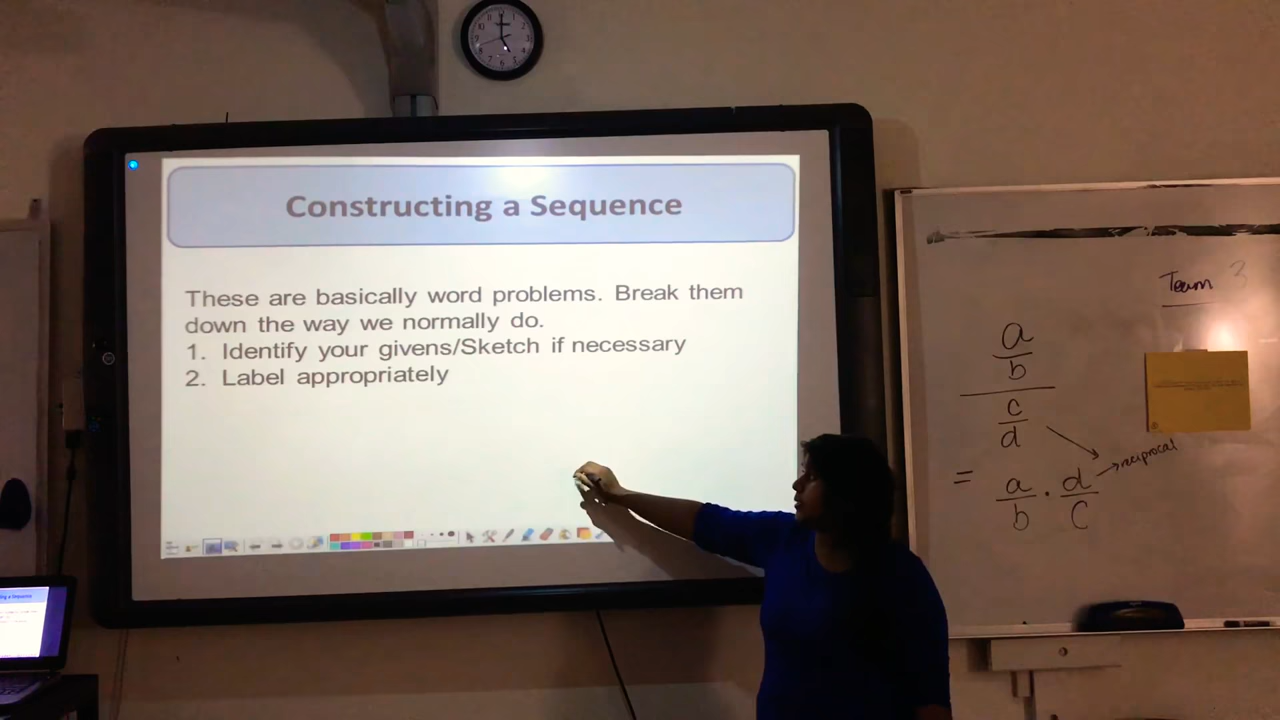 Constructing a Sequence
These are basically word problems. Break them
down the way we normally do.
1. Identify your givens/Sketch if necessary
2. Label appropriately
Team 3
a
b
c
d
= a/b · d/c
reciprocal